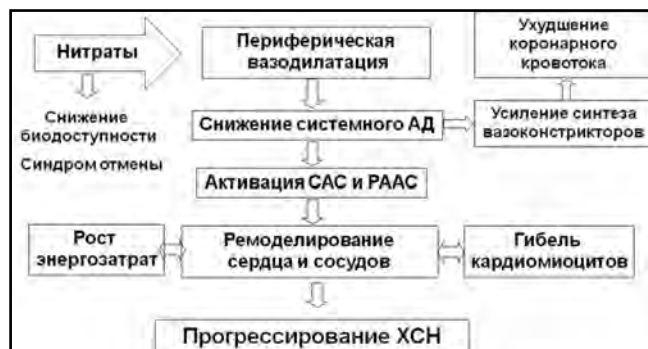 Нитраты
Снижение
биодоступности
Синдром отмены
Периферическая
вазодилатация
Ухудшение
коронарного
кровотока
Снижение системного АД
Усиление синтеза
вазоконстрикторов
Активация САС и РААС
Рост
энергозатрат
Ремоделирование
сердца и сосудов
Гибель
кардиомиоцитов
Прогрессирование ХСН